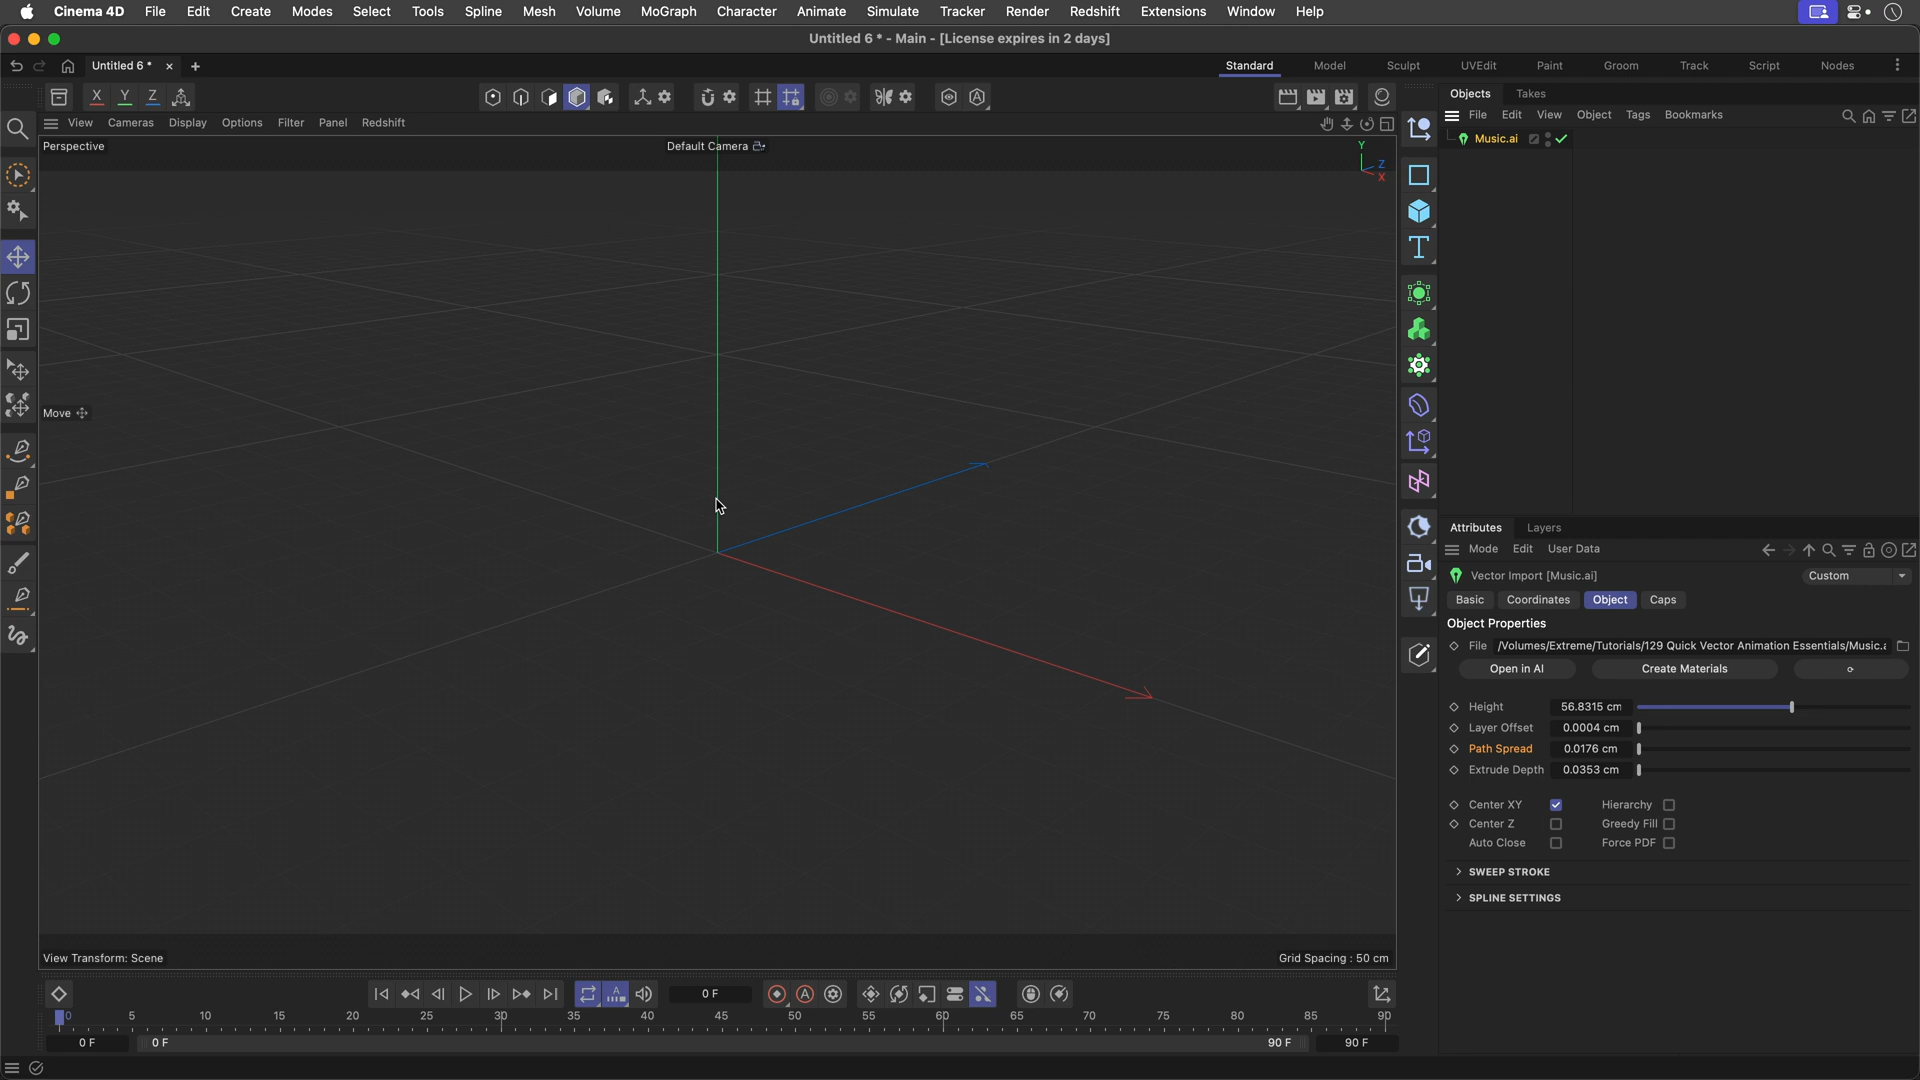 Cinema 4D File Edit Create Modes Select Tools Spline Mesh Volume MoGraph Character Animate Simulate Tracker Render Redshift Extensions Window Help
Untitled 6 * - Main - [License expires in 2 days]
Untitled 6 * × + Standard Model Sculpt UVEdit Paint Groom Track Script Nodes
X Y Z
Objects Takes
View Cameras Display Options Filter Panel Redshift
File Edit View Object Tags Bookmarks
Perspective Default Camera
Music.ai
Y
Z
X
Move
Attributes Layers
Mode Edit User Data
Vector Import [Music.ai] Custom
Basic Coordinates Object Caps
Object Properties
File /Volumes/Extreme/Tutorials/129 Quick Vector Animation Essentials/Music.a
Open in AI Create Materials
Height 56.8315 cm
Layer Offset 0.0004 cm
Path Spread 0.0176 cm
Extrude Depth 0.0353 cm
Center XY Hierarchy
Center Z Greedy Fill
Auto Close Force PDF
SWEEP STROKE
SPLINE SETTINGS
View Transform: Scene Grid Spacing : 50 cm
0 F
0 5 10 15 20 25 30 35 40 45 50 55 60 65 70 75 80 85 90
0 F 0 F 90 F 90 F